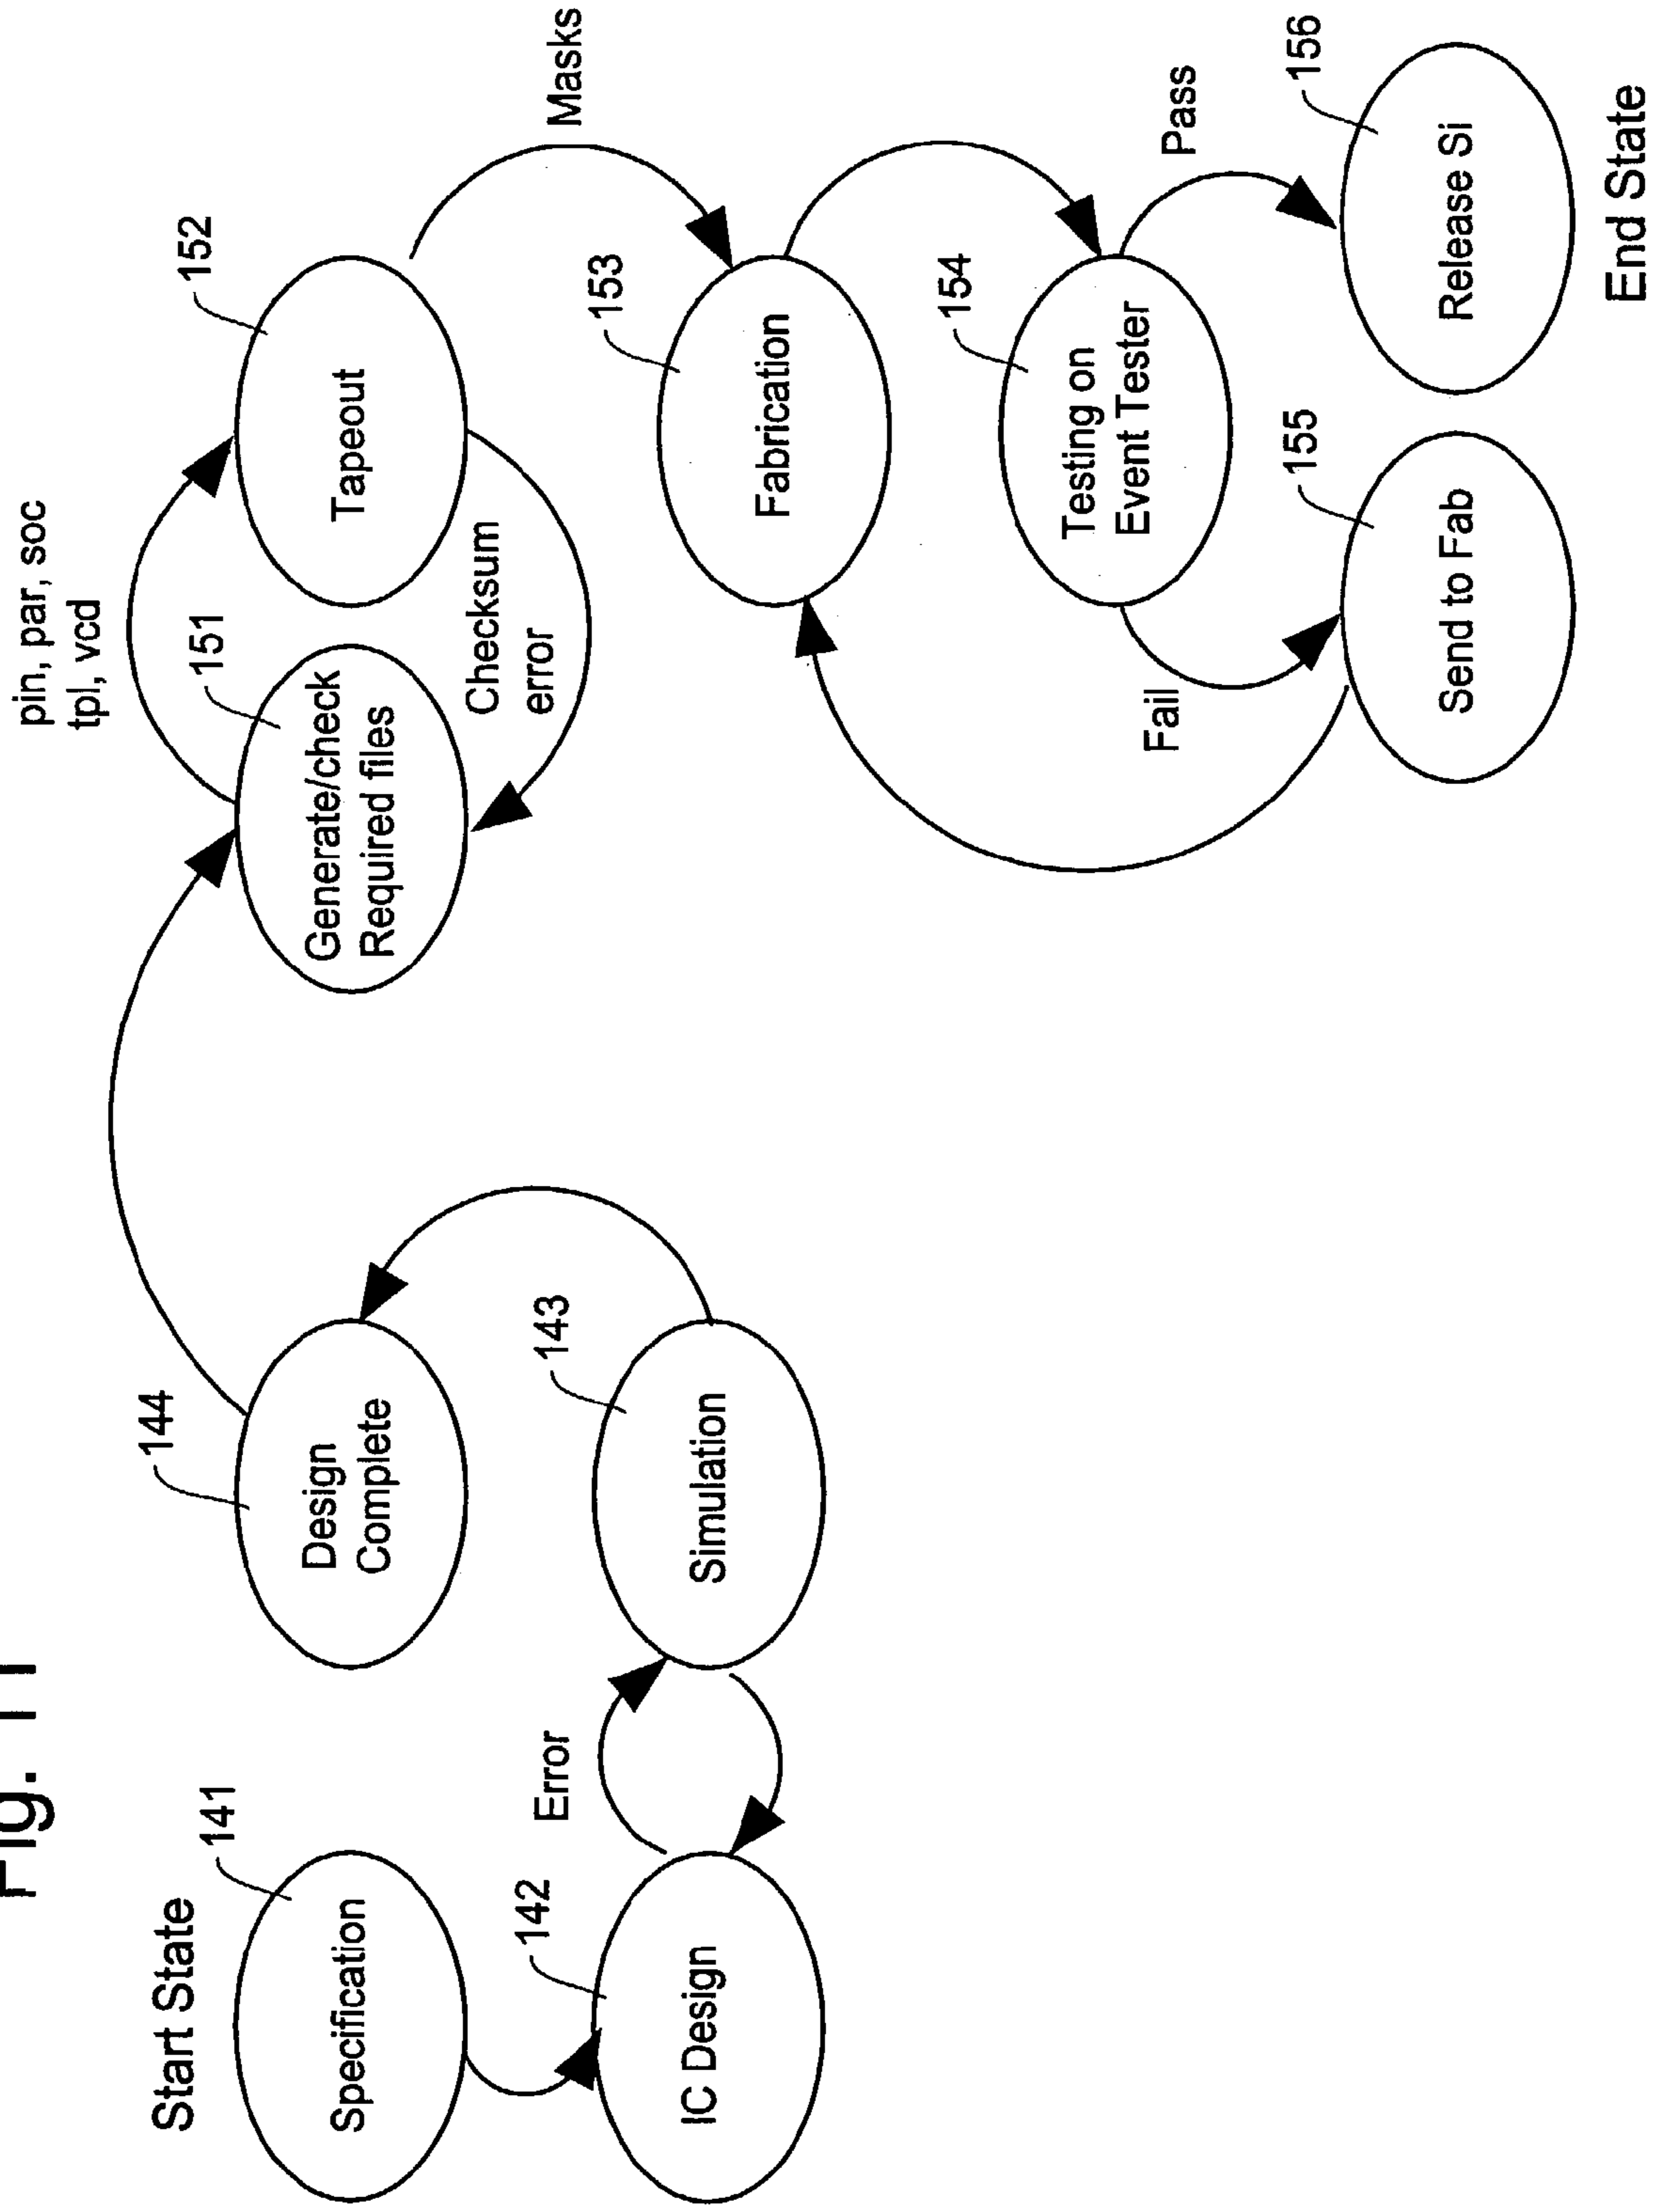 Fig. 11
Start State
141
Specification
142
IC Design
Error
143
Simulation
144
Design
Complete
pin, par, soc
tpl, vcd
151
Generate/check
Required files
152
Tapeout
Checksum
error
Masks
153
Fabrication
154
Testing on
Event Tester
Fail
Pass
155
Send to Fab
156
Release Si
End State